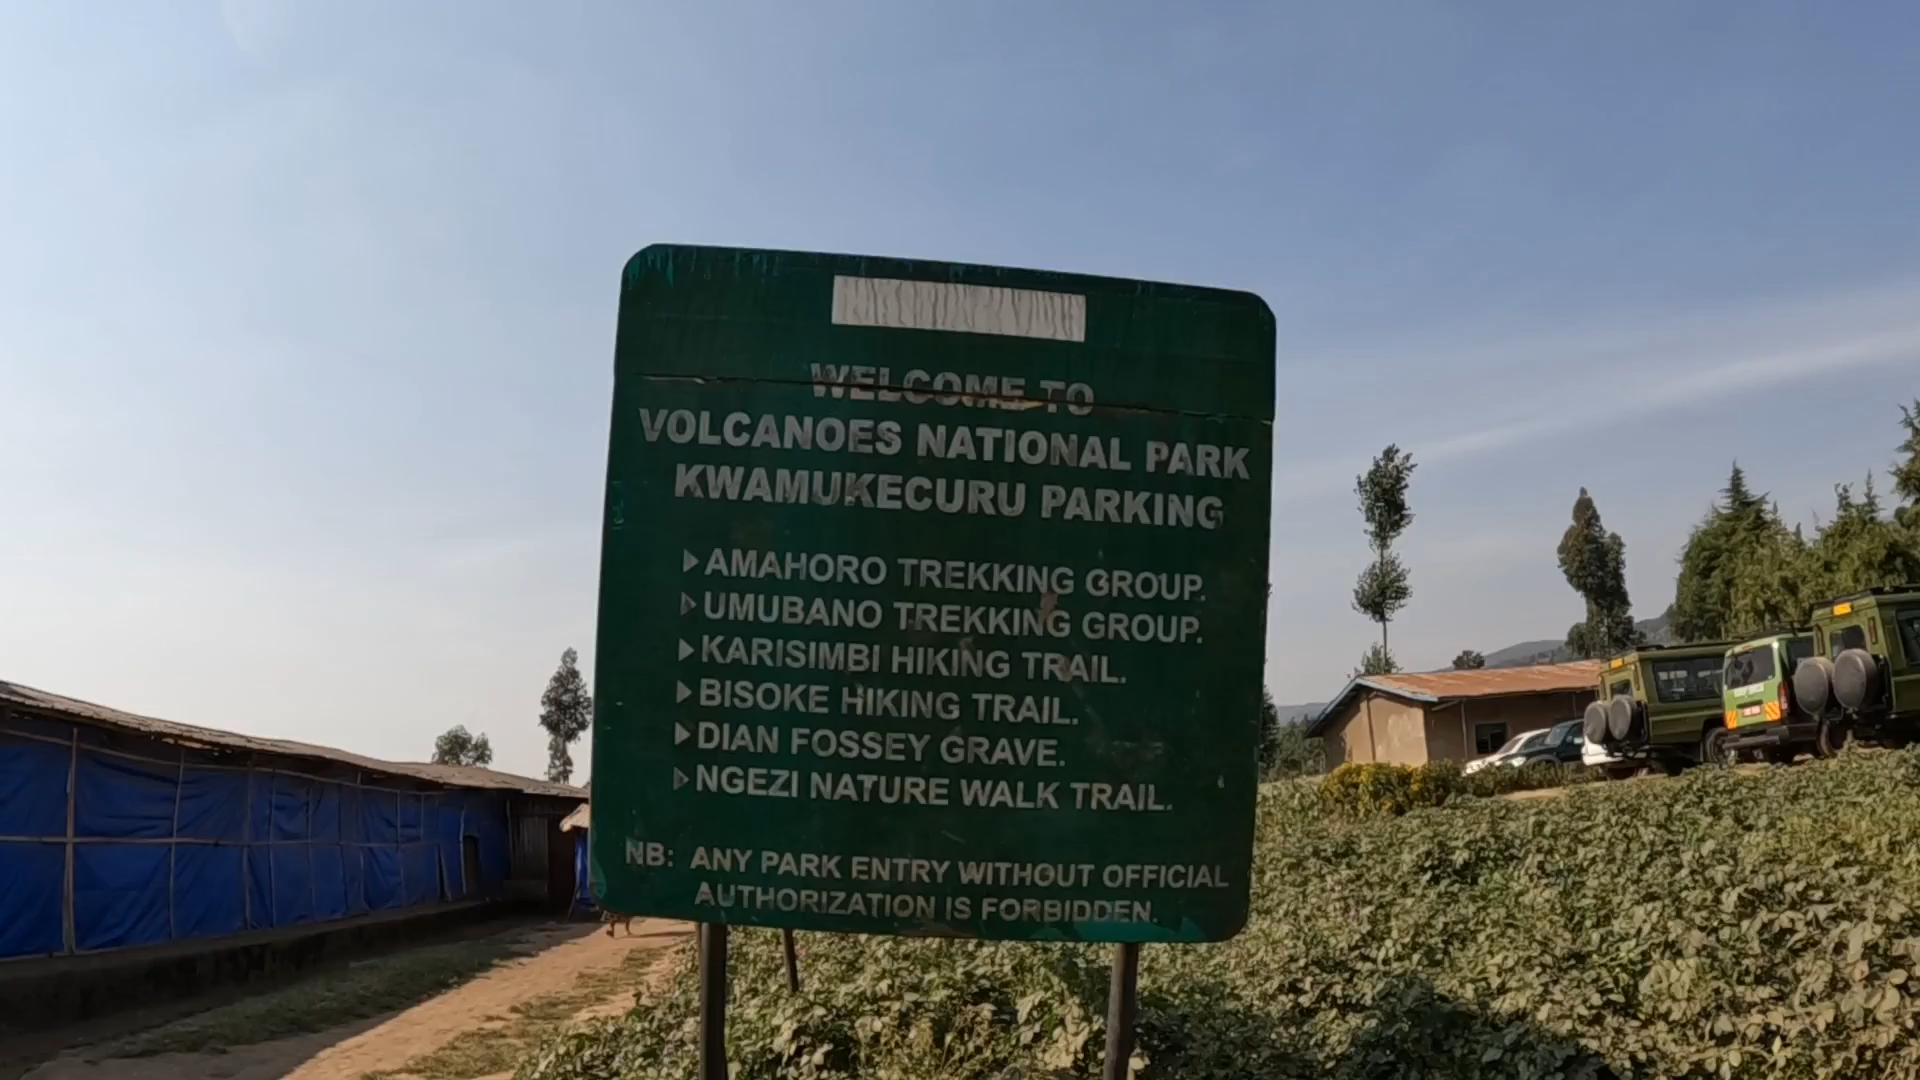 WELCOME TO
VOLCANOES NATIONAL PARK
KWAMUKECURU PARKING
AMAHORO TREKKING GROUP.
UMUBANO TREKKING GROUP.
KARISIMBI HIKING TRAIL.
BISOKE HIKING TRAIL.
DIAN FOSSEY GRAVE.
NGEZI NATURE WALK TRAIL.
NB: ANY PARK ENTRY WITHOUT OFFICIAL
AUTHORIZATION IS FORBIDDEN.